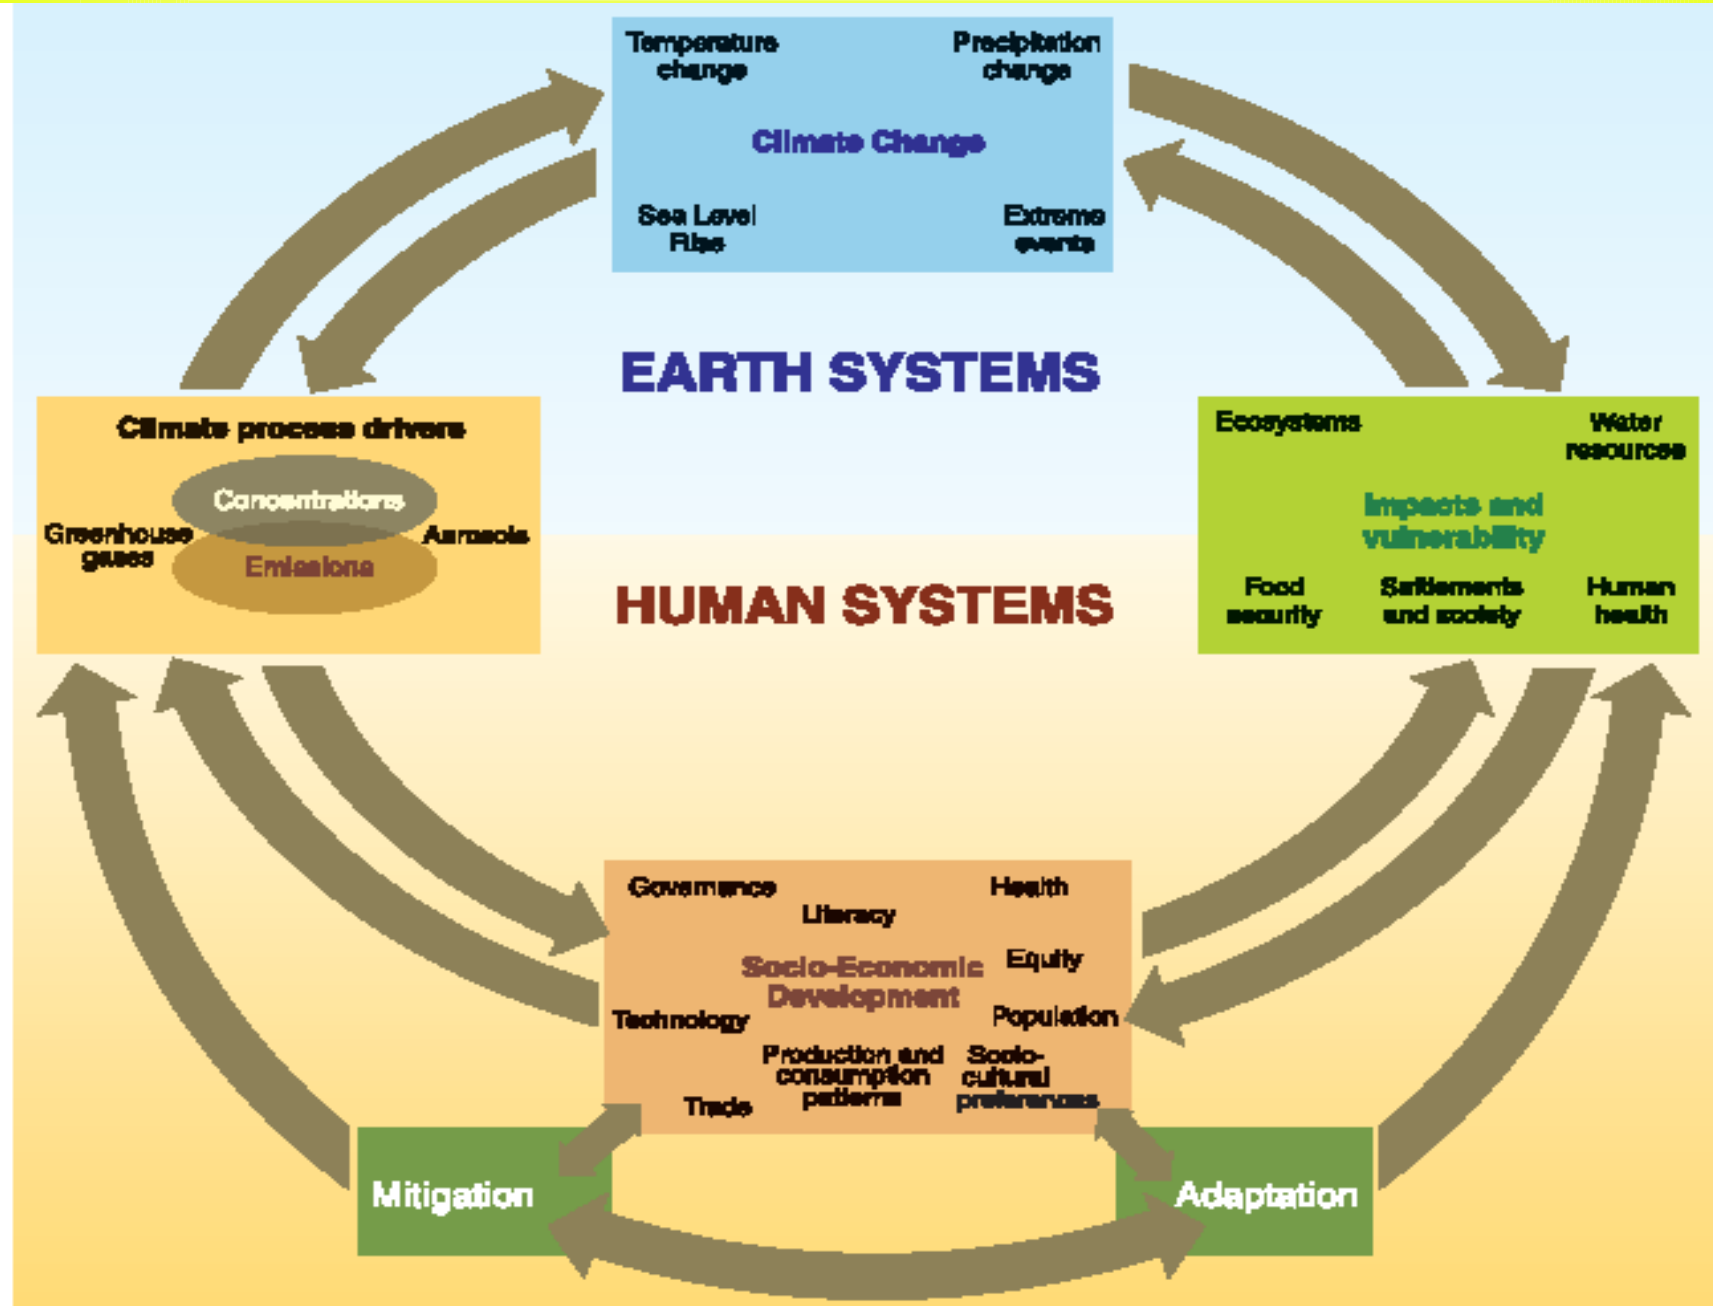 Temperature
change
Precipitation
change
Climate Change
Sea Level
Rise
Extreme
events
EARTH SYSTEMS
Climate process drivers
Concentrations
Greenhouse
gases
Aerosols
Emissions
Ecosystems
Water
resources
Impacts and
vulnerability
Food
security
Settlements
and society
Human
health
HUMAN SYSTEMS
Governance
Literacy
Health
Socio-Economic
Development
Equity
Technology
Population
Production and
consumption
patterns
Socio-
cultural
preferences
Trade
Mitigation
Adaptation